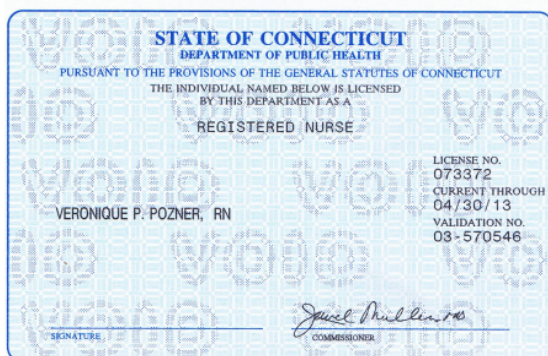 STATE OF CONNECTICUT
DEPARTMENT OF PUBLIC HEALTH
PURSUANT TO THE PROVISIONS OF THE GENERAL STATUTES OF CONNECTICUT
THE INDIVIDUAL NAMED BELOW IS LICENSED
BY THIS DEPARTMENT AS A
REGISTERED NURSE
LICENSE NO.
073372
CURRENT THROUGH
04/30/13
VALIDATION NO.
03-570546
VERONIQUE P. POZNER, RN
SIGNATURE
COMMISSIONER